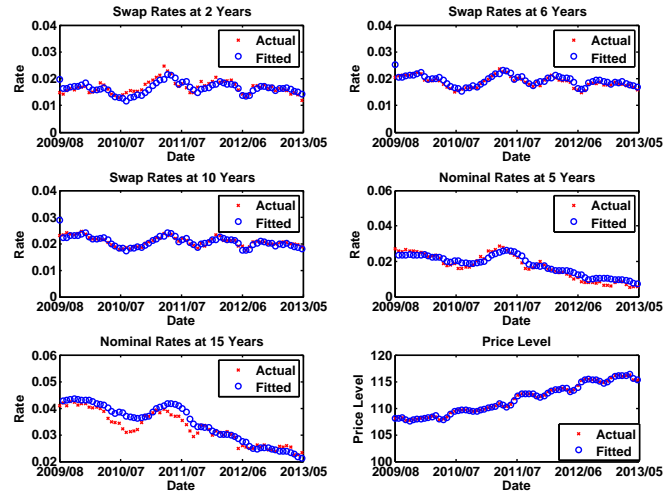 Swap Rates at 2 Years
0.04
0.03
0.02
0.01
0
Rate
Actual
Fitted
2009/08 2010/07 2011/07 2012/06 2013/05
Date
Swap Rates at 6 Years
0.04
0.03
0.02
0.01
0
Rate
Actual
Fitted
2009/08 2010/07 2011/07 2012/06 2013/05
Date
Swap Rates at 10 Years
0.04
0.03
0.02
0.01
0
Rate
Actual
Fitted
2009/08 2010/07 2011/07 2012/06 2013/05
Date
Nominal Rates at 5 Years
0.06
0.04
0.02
0
Rate
Actual
Fitted
2009/08 2010/07 2011/07 2012/06 2013/05
Date
Nominal Rates at 15 Years
0.06
0.05
0.04
0.03
0.02
Rate
Actual
Fitted
2009/08 2010/07 2011/07 2012/06 2013/05
Date
Price Level
120
115
110
105
100
Price Level
Actual
Fitted
2009/08 2010/07 2011/07 2012/06 2013/05
Date